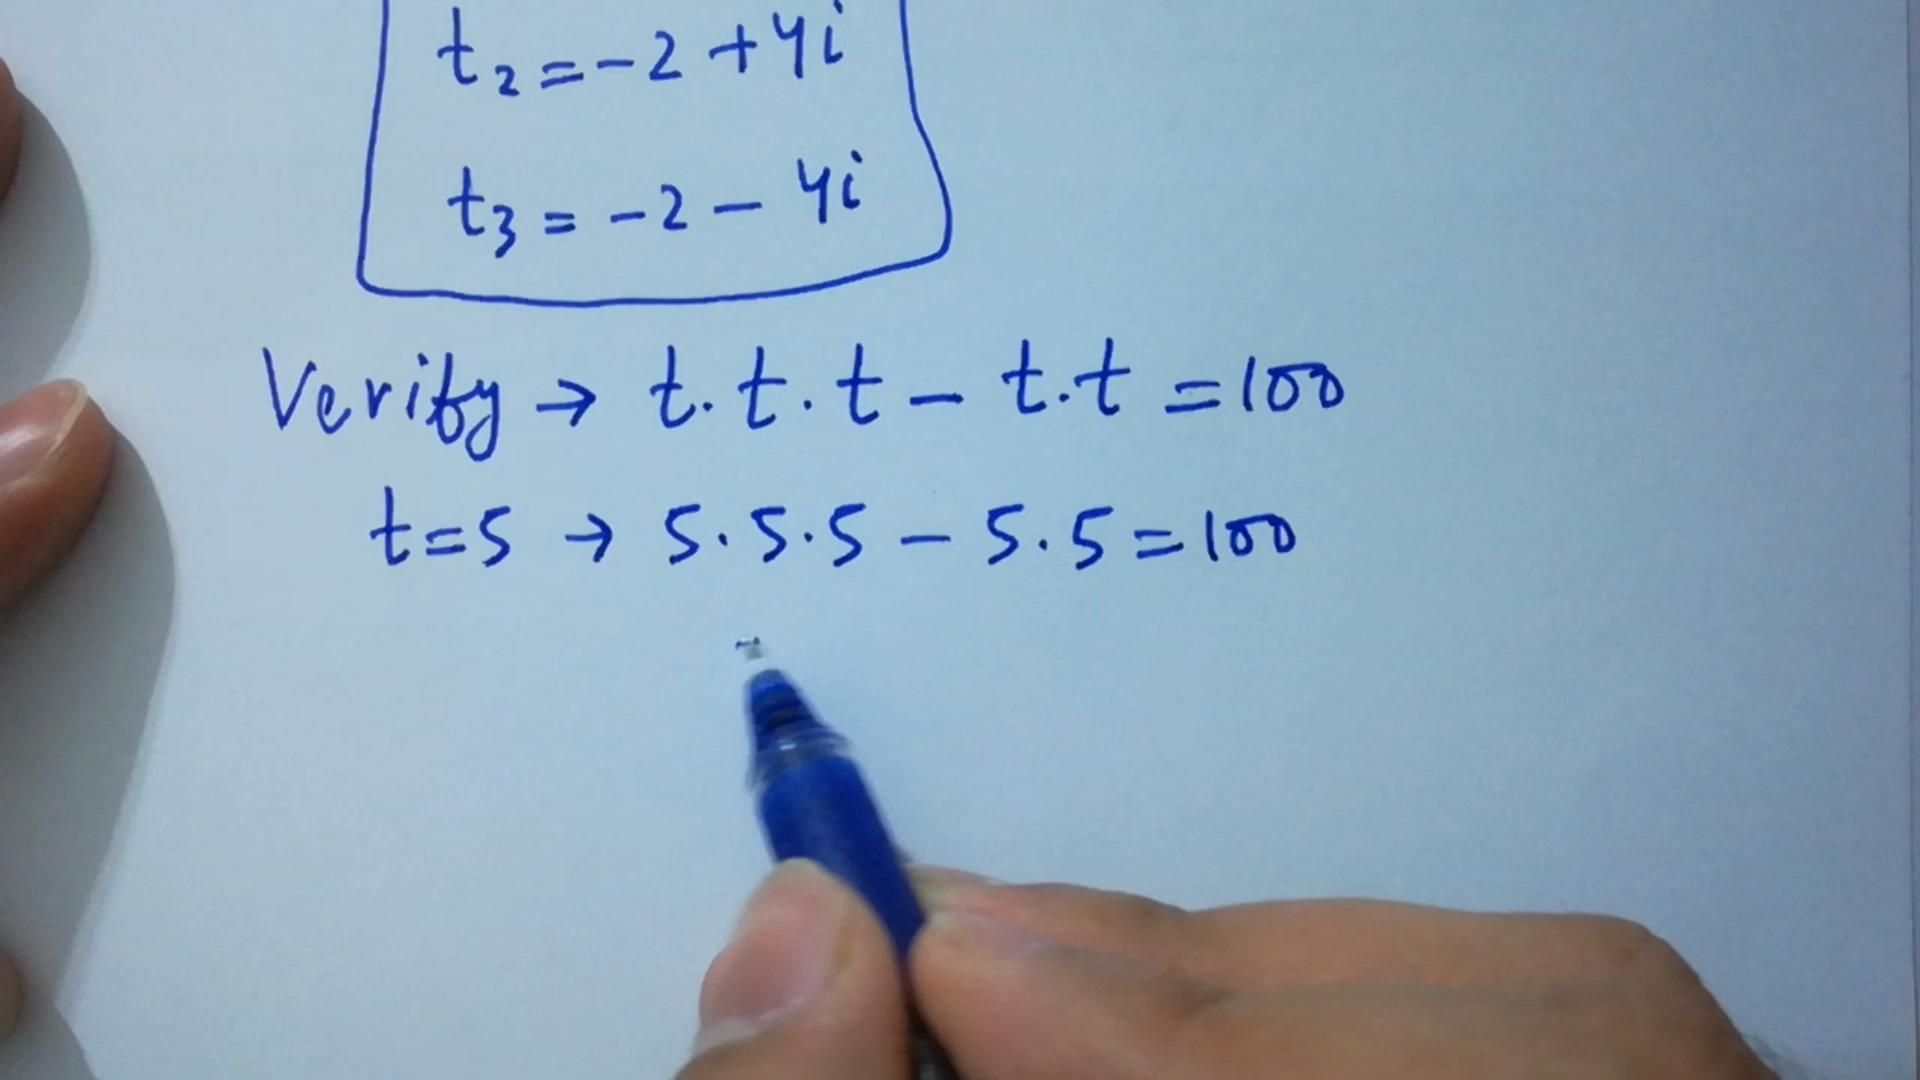 t₂ = -2 + 4i
t₃ = -2 - 4i
Verify → t. t. t - t.t = 100
t=5 → 5.5.5 - 5.5 = 100